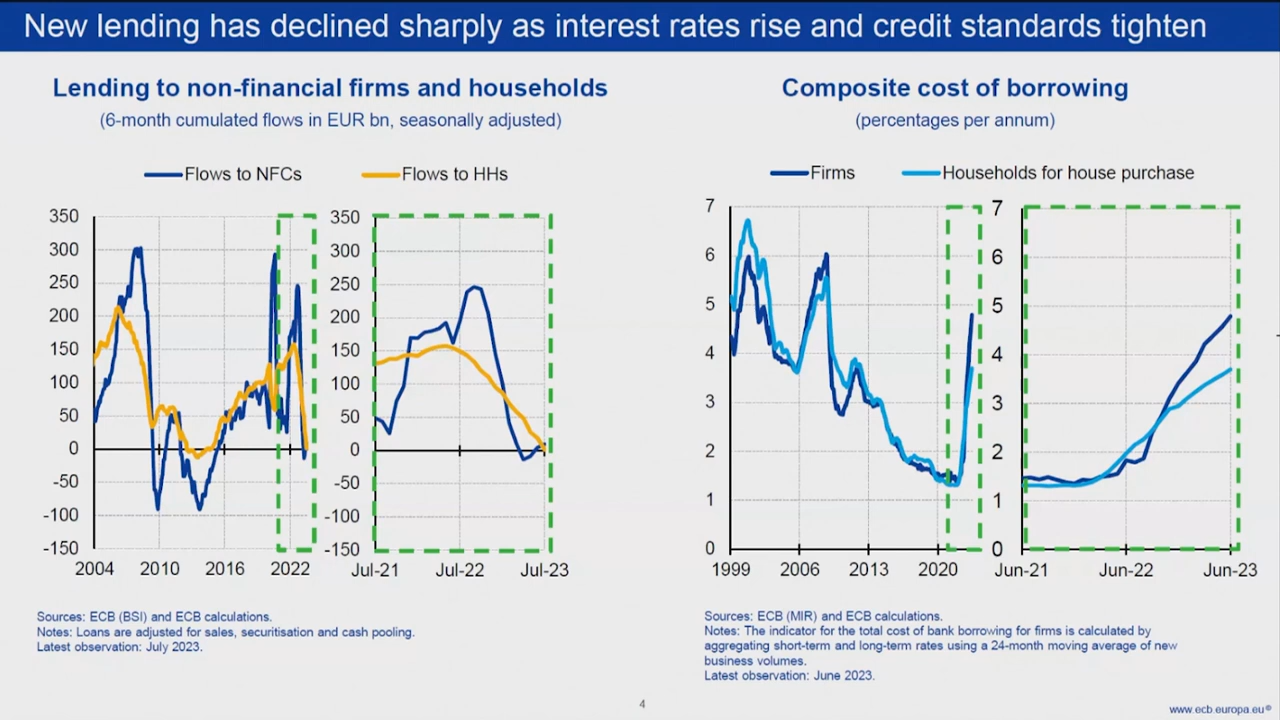 New lending has declined sharply as interest rates rise and credit standards tighten
Lending to non-financial firms and households
(6-month cumulated flows in EUR bn, seasonally adjusted)
Flows to NFCs
Flows to HHs
350
300
250
200
150
100
50
0
-50
-100
-150
2004
2010
2016
2022
350
300
250
200
150
100
50
0
-50
-100
-150
Jul-21
Jul-22
Jul-23
Sources: ECB (BSI) and ECB calculations.
Notes: Loans are adjusted for sales, securitisation and cash pooling.
Latest observation: July 2023.
Composite cost of borrowing
(percentages per annum)
Firms
Households for house purchase
7
6
5
4
3
2
1
0
1999
2006
2013
2020
7
6
5
4
3
2
1
0
Jun-21
Jun-22
Jun-23
Sources: ECB (MIR) and ECB calculations.
Notes: The indicator for the total cost of bank borrowing for firms is calculated by
aggregating short-term and long-term rates using a 24-month moving average of new
business volumes.
Latest observation: June 2023.
4
www.ecb.europa.eu©